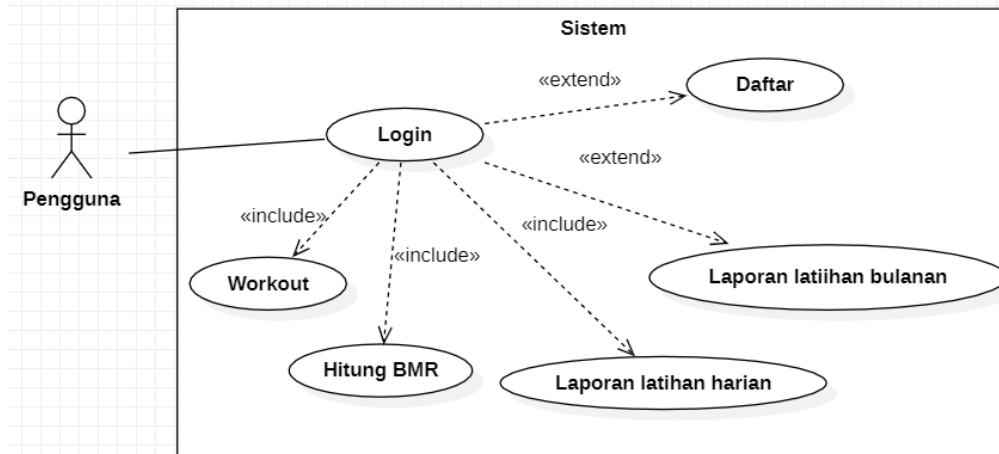 Sistem
«extend»
Daftar
Login
«extend»
Pengguna
«include»
«include»
«include»
Workout
Laporan latiihan bulanan
Hitung BMR
Laporan latihan harian